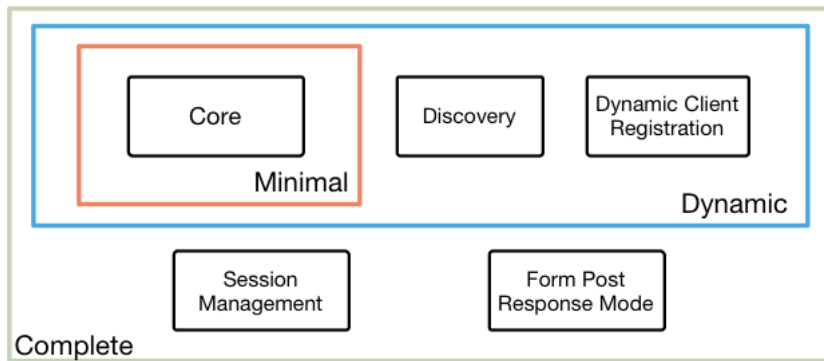 Core
Minimal
Discovery
Dynamic Client
Registration
Dynamic
Session
Management
Form Post
Response Mode
Complete